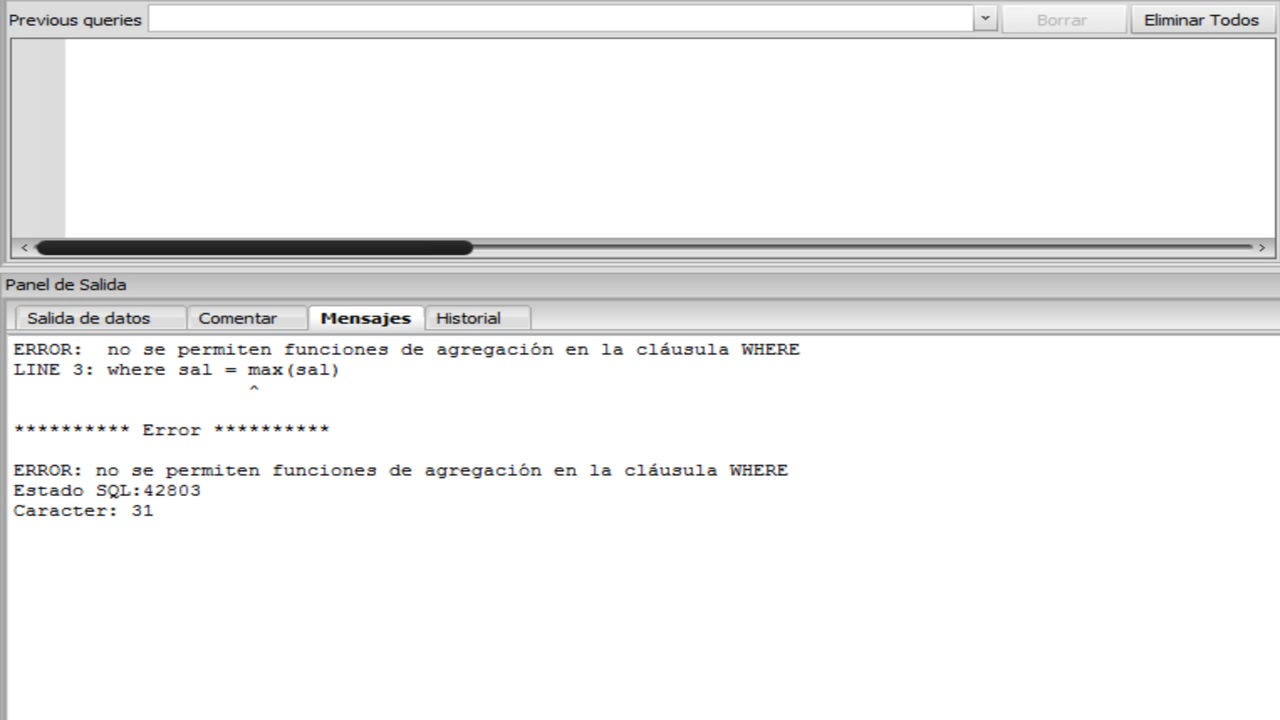 Previous queries Borrar Eliminar Todos
Panel de Salida
Salida de datos Comentar Mensajes Historial
ERROR:  no se permiten funciones de agregación en la cláusula WHERE
LINE 3: where sal = max(sal)
^
********** Error **********
ERROR: no se permiten funciones de agregación en la cláusula WHERE
Estado SQL:42803
Caracter: 31